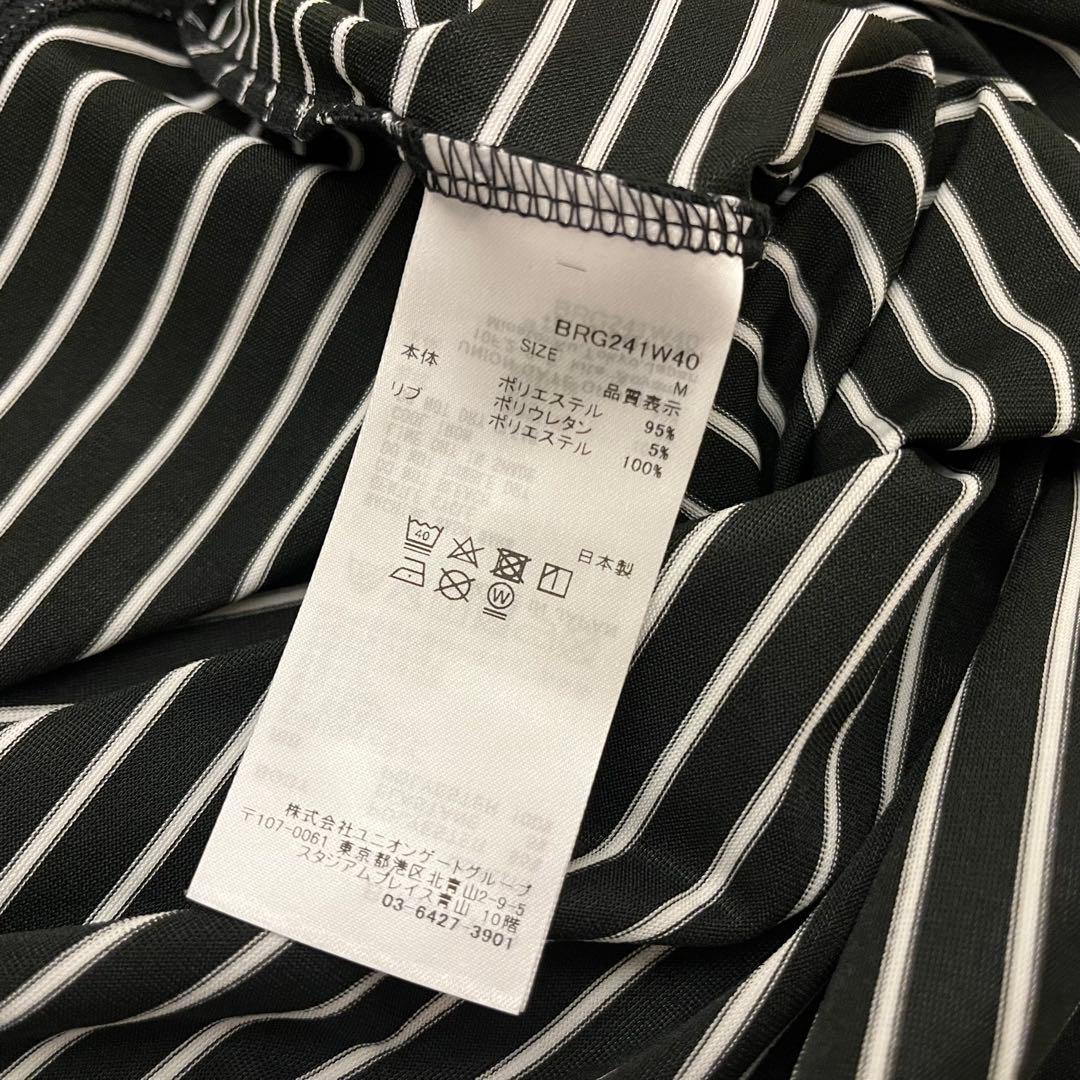 BRG241W40
SIZE M
品質表示
本体 ポリエステル 95%
ポリウレタン 5%
リブ ポリエステル 100%
40
W
日本製
株式会社ユニオンゲートグループ
〒107-0061 東京都港区北青山2-9-5
スタジアムプレイス青山 10階
03-6427-3901